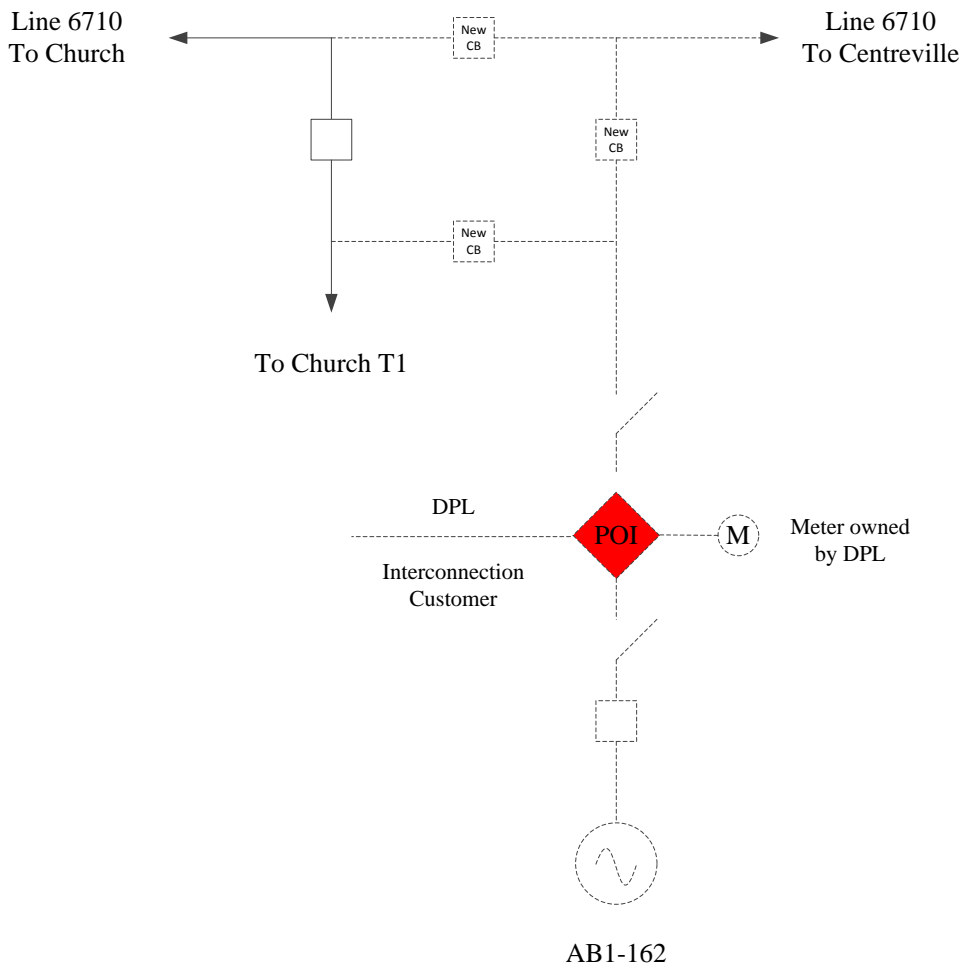 Line 6710
To Church
New
CB
Line 6710
To Centreville
New
CB
New
CB
To Church T1
DPL
POI
M
Meter owned
by DPL
Interconnection
Customer
AB1-162